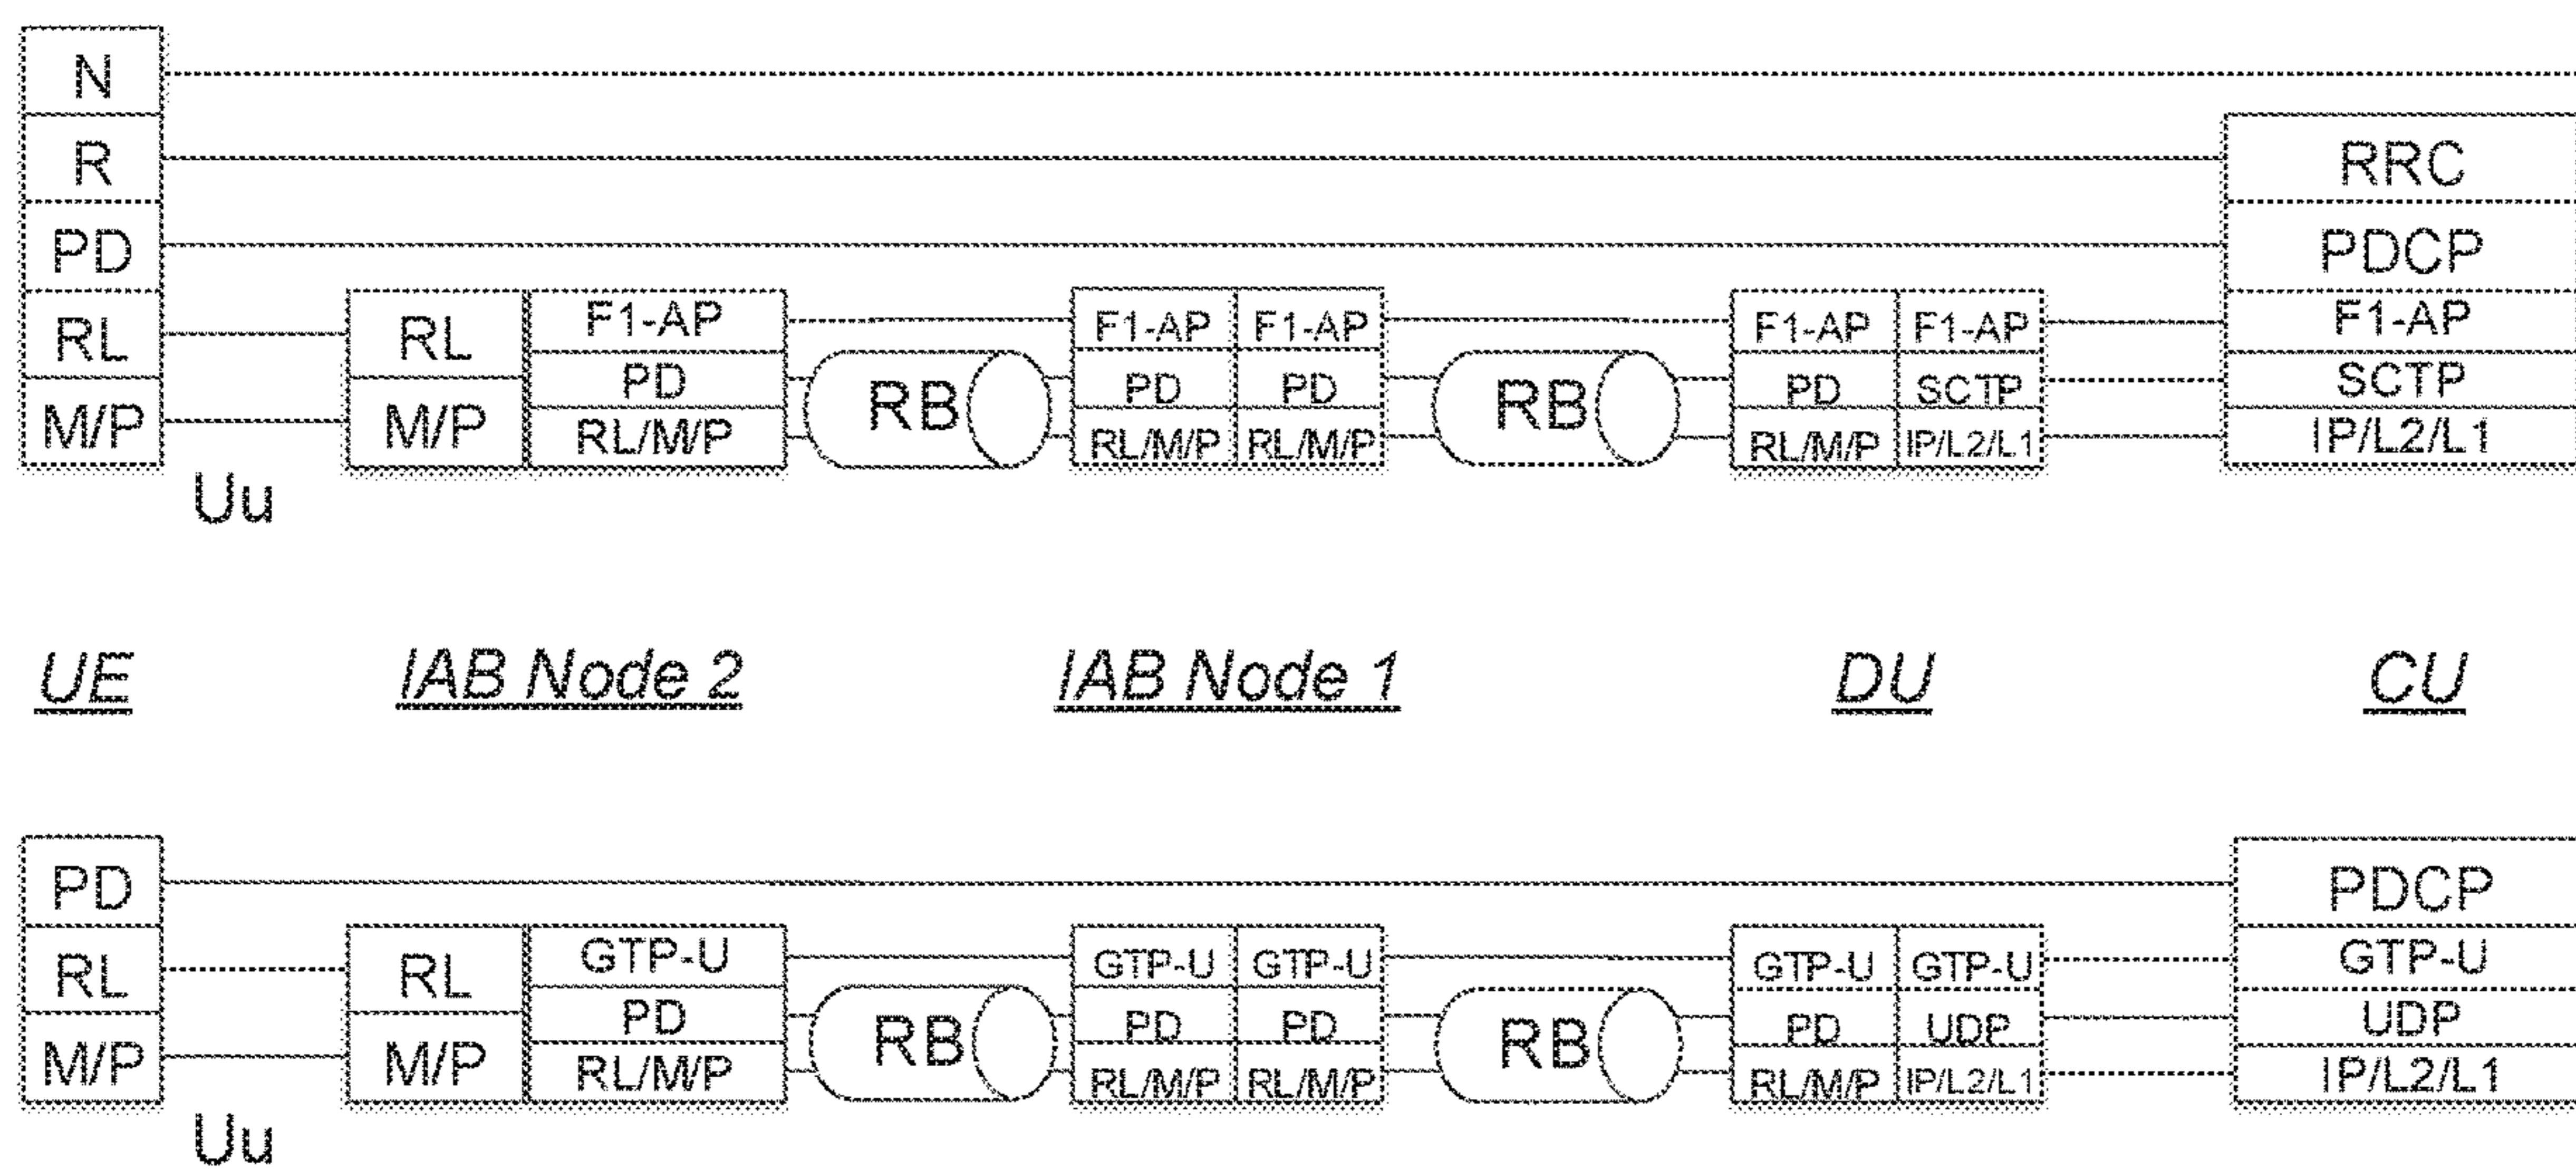 N
R RRC
PD PDCP
RL RL F1-AP F1-AP F1-AP F1-AP F1-AP F1-AP
PD RB PD PD RB PD SCTP SCTP
M/P M/P RL/M/P RL/M/P RL/M/P RL/M/P IP/L2/L1 IP/L2/L1
Uu
UE IAB Node 2 IAB Node 1 DU CU
PD PDCP
RL RL GTP-U GTP-U GTP-U GTP-U GTP-U GTP-U
PD RB PD PD RB PD UDP UDP
M/P M/P RL/M/P RL/M/P RL/M/P RL/M/P IP/L2/L1 IP/L2/L1
Uu